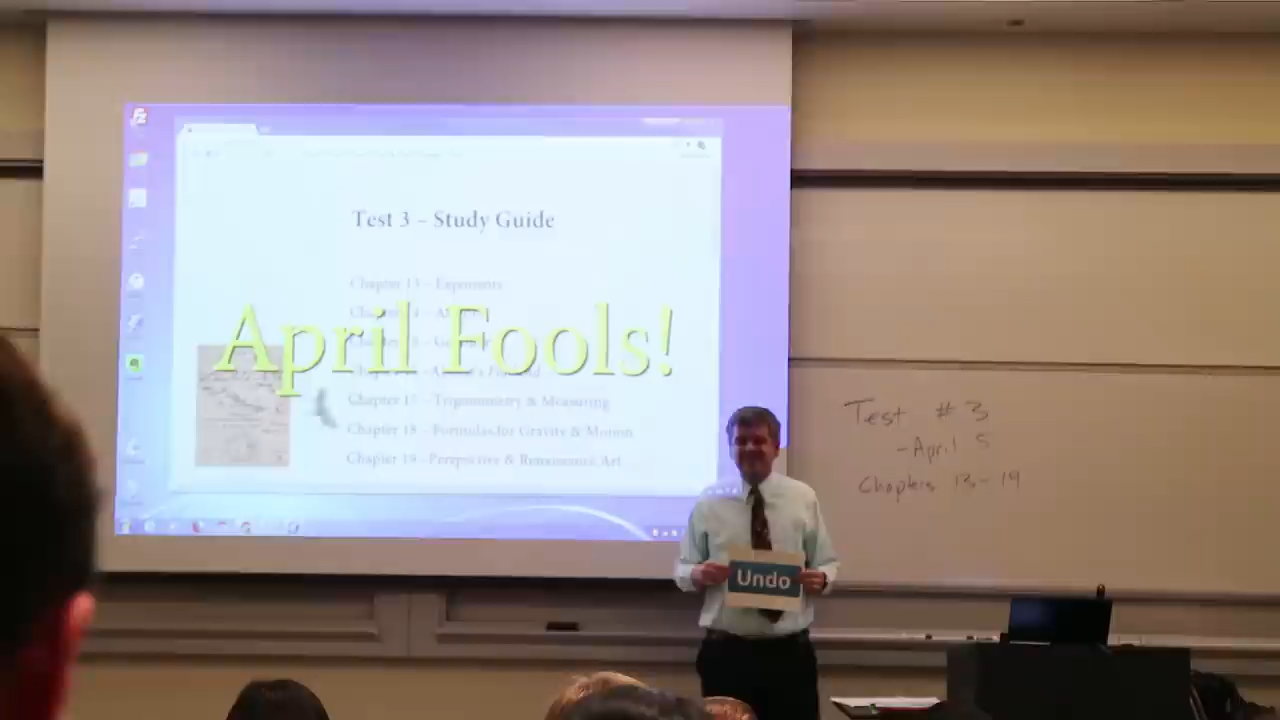 Test 3 – Study Guide
Chapter 13 – Exponents
April Fools!
Chapter 17 – Trigonometry & Measuring
Chapter 18 – Formulas for Gravity & Motion
Chapter 19 – Perspective & Renaissance Art
Undo
Test #3
- April 5
Chapters 13 - 19